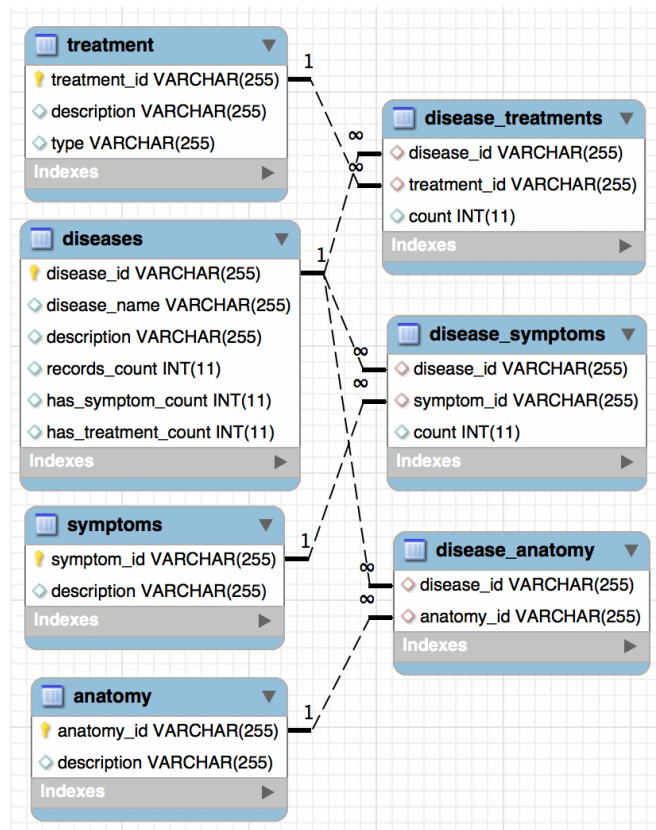 treatment
treatment_id VARCHAR(255)
description VARCHAR(255)
type VARCHAR(255)
Indexes
diseases
disease_id VARCHAR(255)
disease_name VARCHAR(255)
description VARCHAR(255)
records_count INT(11)
has_symptom_count INT(11)
has_treatment_count INT(11)
Indexes
symptoms
symptom_id VARCHAR(255)
description VARCHAR(255)
Indexes
anatomy
anatomy_id VARCHAR(255)
description VARCHAR(255)
Indexes
1
1
1
1
∞
∞
∞
∞
∞
∞
disease_treatments
disease_id VARCHAR(255)
treatment_id VARCHAR(255)
count INT(11)
Indexes
disease_symptoms
disease_id VARCHAR(255)
symptom_id VARCHAR(255)
count INT(11)
Indexes
disease_anatomy
disease_id VARCHAR(255)
anatomy_id VARCHAR(255)
Indexes